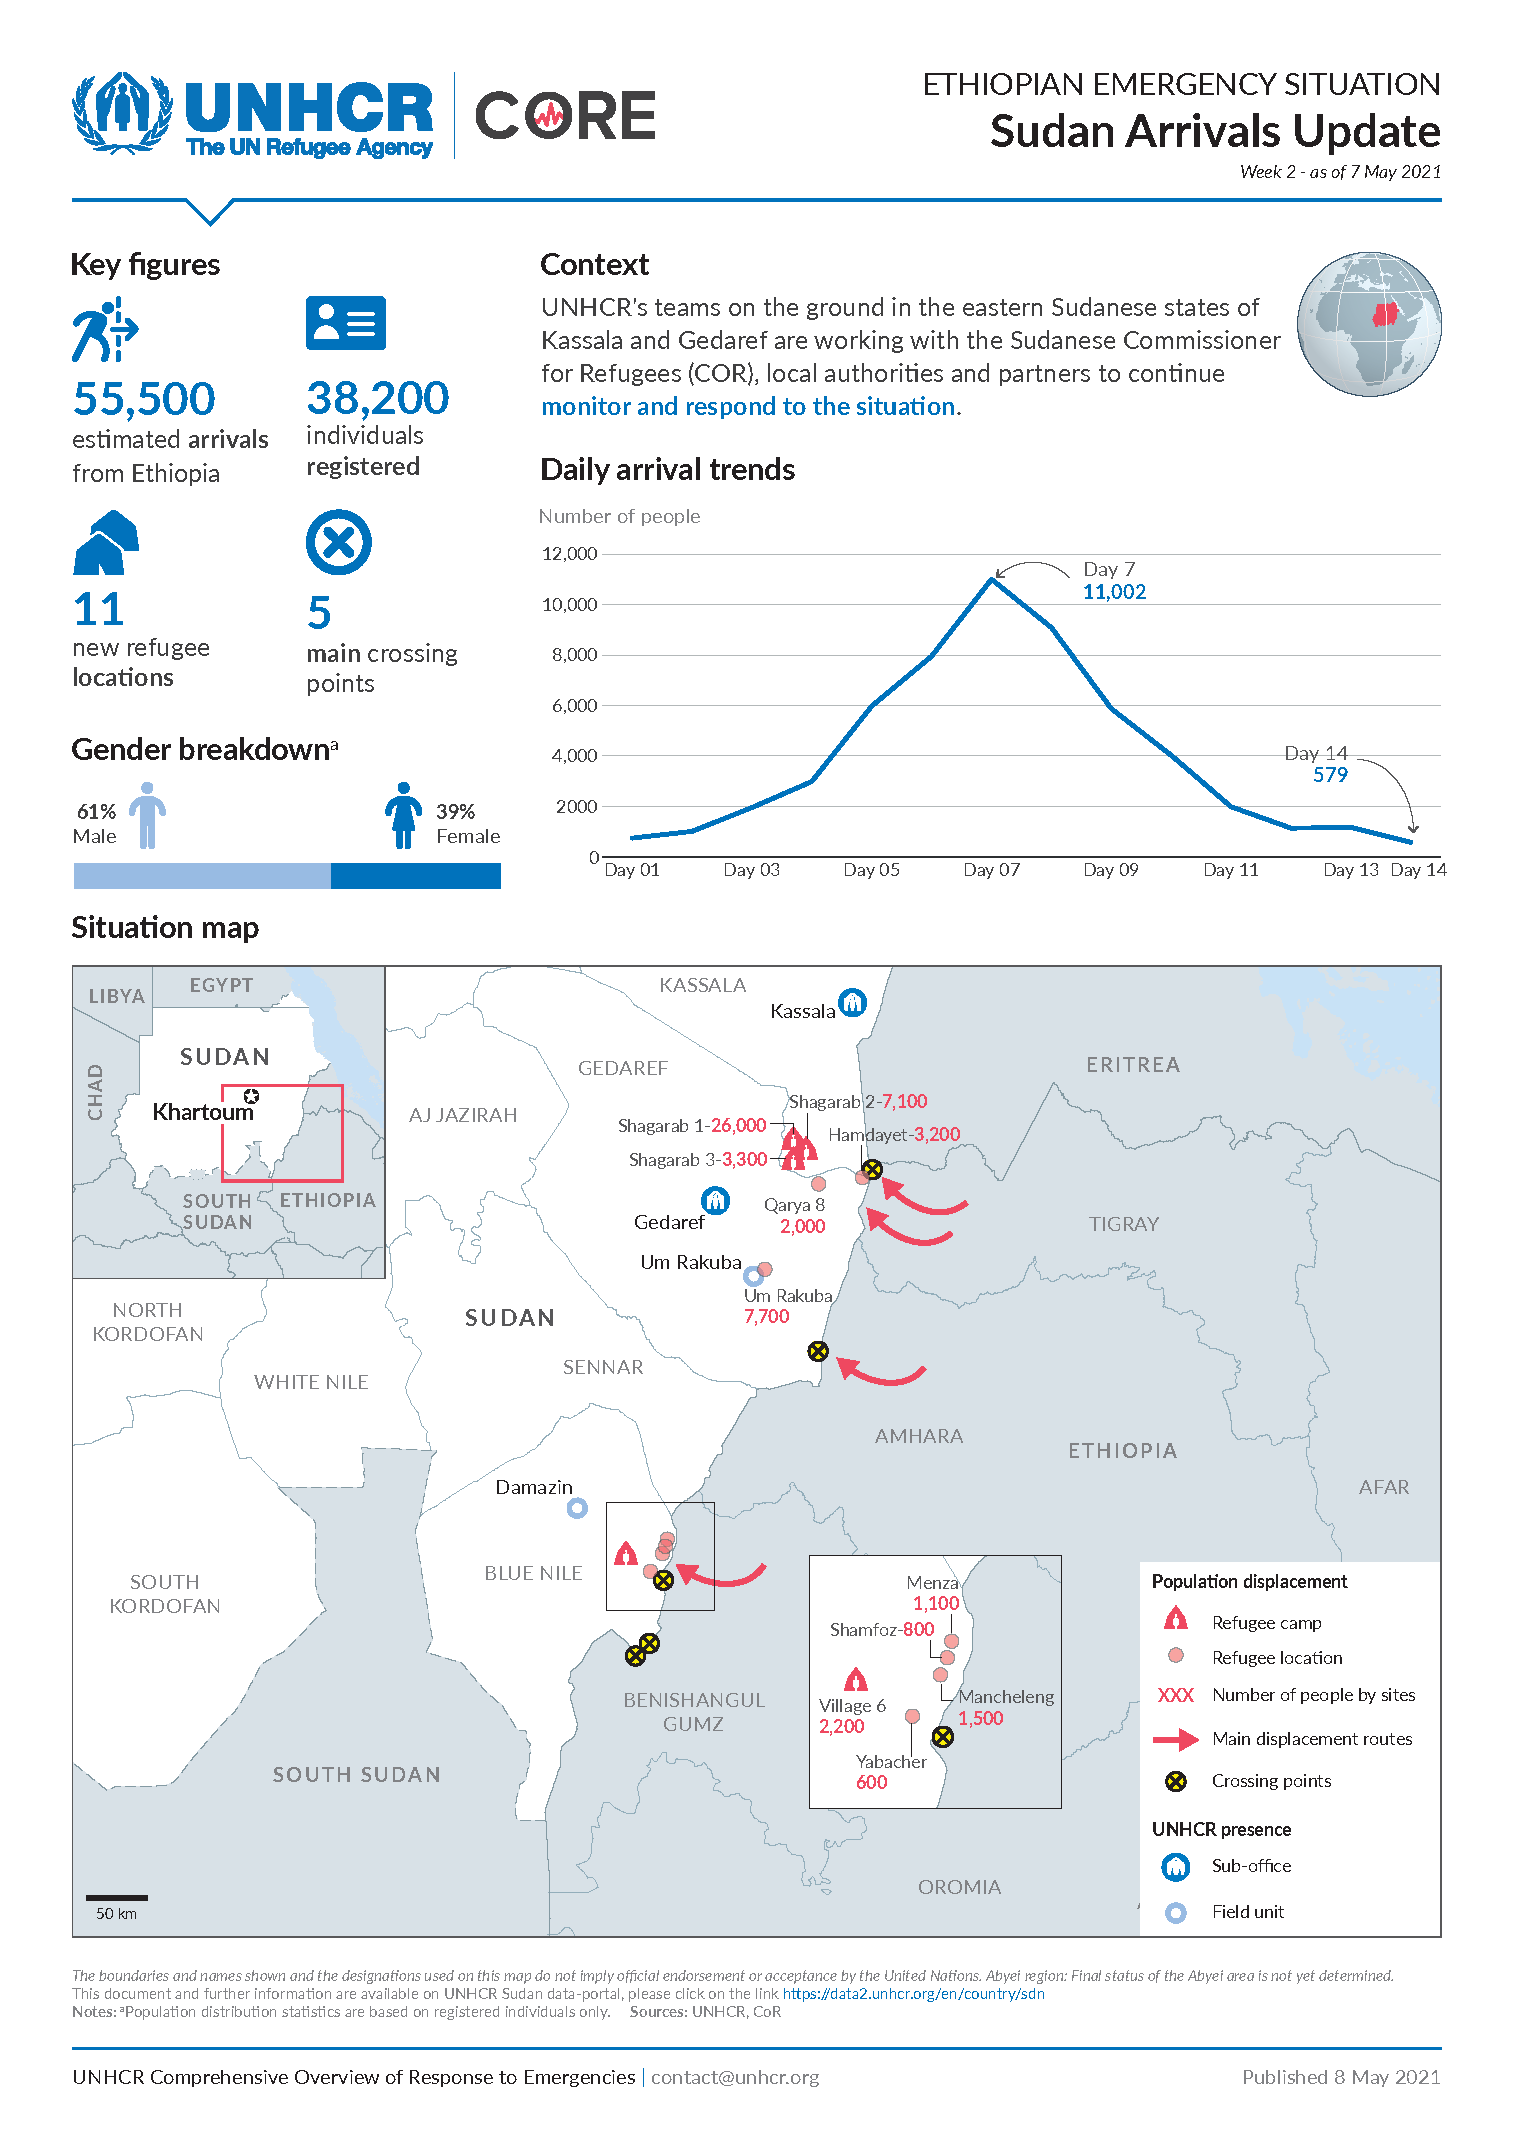 UNHCR
The UN Refugee Agency
CORE
ETHIOPIAN EMERGENCY SITUATION
Sudan Arrivals Update
Week 2 - as of 7 May 2021
Key figures
55,500
estimated arrivals
from Ethiopia
38,200
individuals
registered
11
new refugee
locations
5
main crossing
points
Gender breakdownᵃ
61%
Male
39%
Female
Context
UNHCR's teams on the ground in the eastern Sudanese states of
Kassala and Gedaref are working with the Sudanese Commissioner
for Refugees (COR), local authorities and partners to continue
monitor and respond to the situation.
Daily arrival trends
Number of people
12,000
10,000
8,000
6,000
4,000
2000
0
Day 7
11,002
Day 14
579
Day 01
Day 03
Day 05
Day 07
Day 09
Day 11
Day 13
Day 14
Situation map
LIBYA
EGYPT
CHAD
SUDAN
Khartoum
SOUTH
SUDAN
ETHIOPIA
KASSALA
Kassala
GEDAREF
ERITREA
AJ JAZIRAH
Shagarab 2-7,100
Shagarab 1-26,000
Hamdayet-3,200
Shagarab 3-3,300
Qarya 8
2,000
Gedaref
TIGRAY
Um Rakuba
Um Rakuba
7,700
NORTH
KORDOFAN
SUDAN
SENNAR
WHITE NILE
AMHARA
ETHIOPIA
AFAR
Damazin
BLUE NILE
SOUTH
KORDOFAN
BENISHANGUL
GUMZ
SOUTH SUDAN
OROMIA
50 km
Menza
1,100
Shamfoz-800
Village 6
2,200
Mancheleng
1,500
Yabacher
600
Population displacement
Refugee camp
Refugee location
XXX Number of people by sites
Main displacement routes
Crossing points
UNHCR presence
Sub-office
Field unit
The boundaries and names shown and the designations used on this map do not imply official endorsement or acceptance by the United Nations. Abyei region: Final status of the Abyei area is not yet determined.
This document and further information are available on UNHCR Sudan data-portal, please click on the link https://data2.unhcr.org/en/country/sdn
Notes: ᵃPopulation distribution statistics are based on registered individuals only. Sources: UNHCR, CoR
UNHCR Comprehensive Overview of Response to Emergencies | contact@unhcr.org
Published 8 May 2021